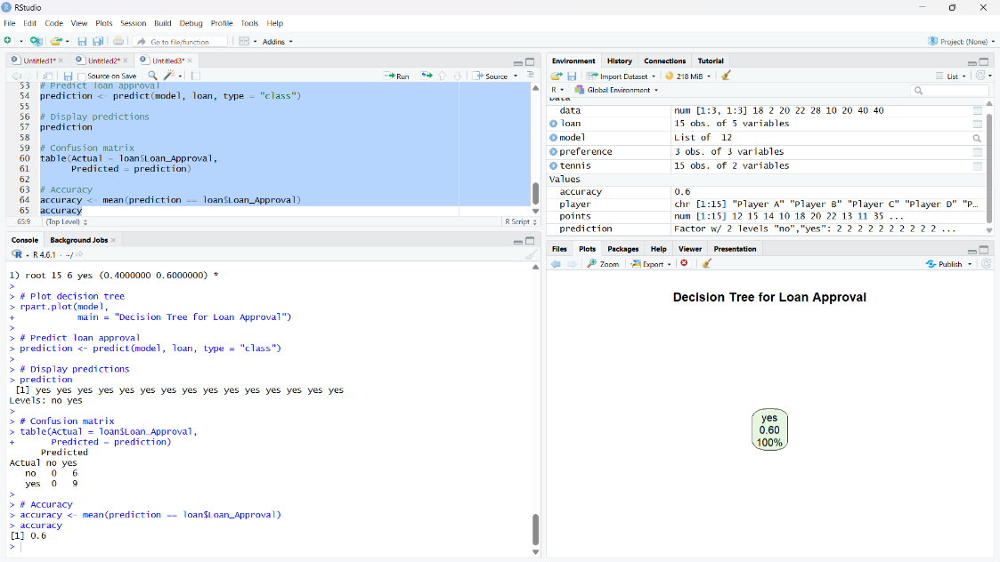 RStudio
File Edit Code View Plots Session Build Debug Profile Tools Help
Go to file/function Addins Project: (None)
Untitled1* Untitled2* Untitled3*
Source on Save Run Source
53 # Predict loan approval
54 prediction <- predict(model, loan, type = "class")
55
56 # Display predictions
57 prediction
58
59 # Confusion matrix
60 table(Actual = loan$Loan_Approval,
61 Predicted = prediction)
62
63 # Accuracy
64 accuracy <- mean(prediction == loan$Loan_Approval)
65 accuracy
65:9 (Top Level) R Script
Console Background Jobs
R 4.6.1 · ~/
1) root 15 6 yes (0.4000000 0.6000000) *
>
> # Plot decision tree
> rpart.plot(model,
+ main = "Decision Tree for Loan Approval")
>
> # Predict loan approval
> prediction <- predict(model, loan, type = "class")
>
> # Display predictions
> prediction
[1] yes yes yes yes yes yes yes yes yes yes yes yes yes yes yes
Levels: no yes
>
> # Confusion matrix
> table(Actual = loan$Loan_Approval,
+ Predicted = prediction)
Predicted
Actual no yes
no 0 6
yes 0 9
>
> # Accuracy
> accuracy <- mean(prediction == loan$Loan_Approval)
> accuracy
[1] 0.6
>
Environment History Connections Tutorial
Import Dataset 218 MiB List
R Global Environment
Data
data num [1:3, 1:3] 18 2 20 22 28 10 20 40 40
loan 15 obs. of 5 variables
model List of 12
preference 3 obs. of 3 variables
tennis 15 obs. of 2 variables
Values
accuracy 0.6
player chr [1:15] "Player A" "Player B" "Player C" "Player D" "P…
points num [1:15] 12 15 14 10 18 20 22 13 11 35 ...
prediction Factor w/ 2 levels "no","yes": 2 2 2 2 2 2 2 2 2 2 ...
Files Plots Packages Help Viewer Presentation
Zoom Export Publish
Decision Tree for Loan Approval
yes
0.60
100%